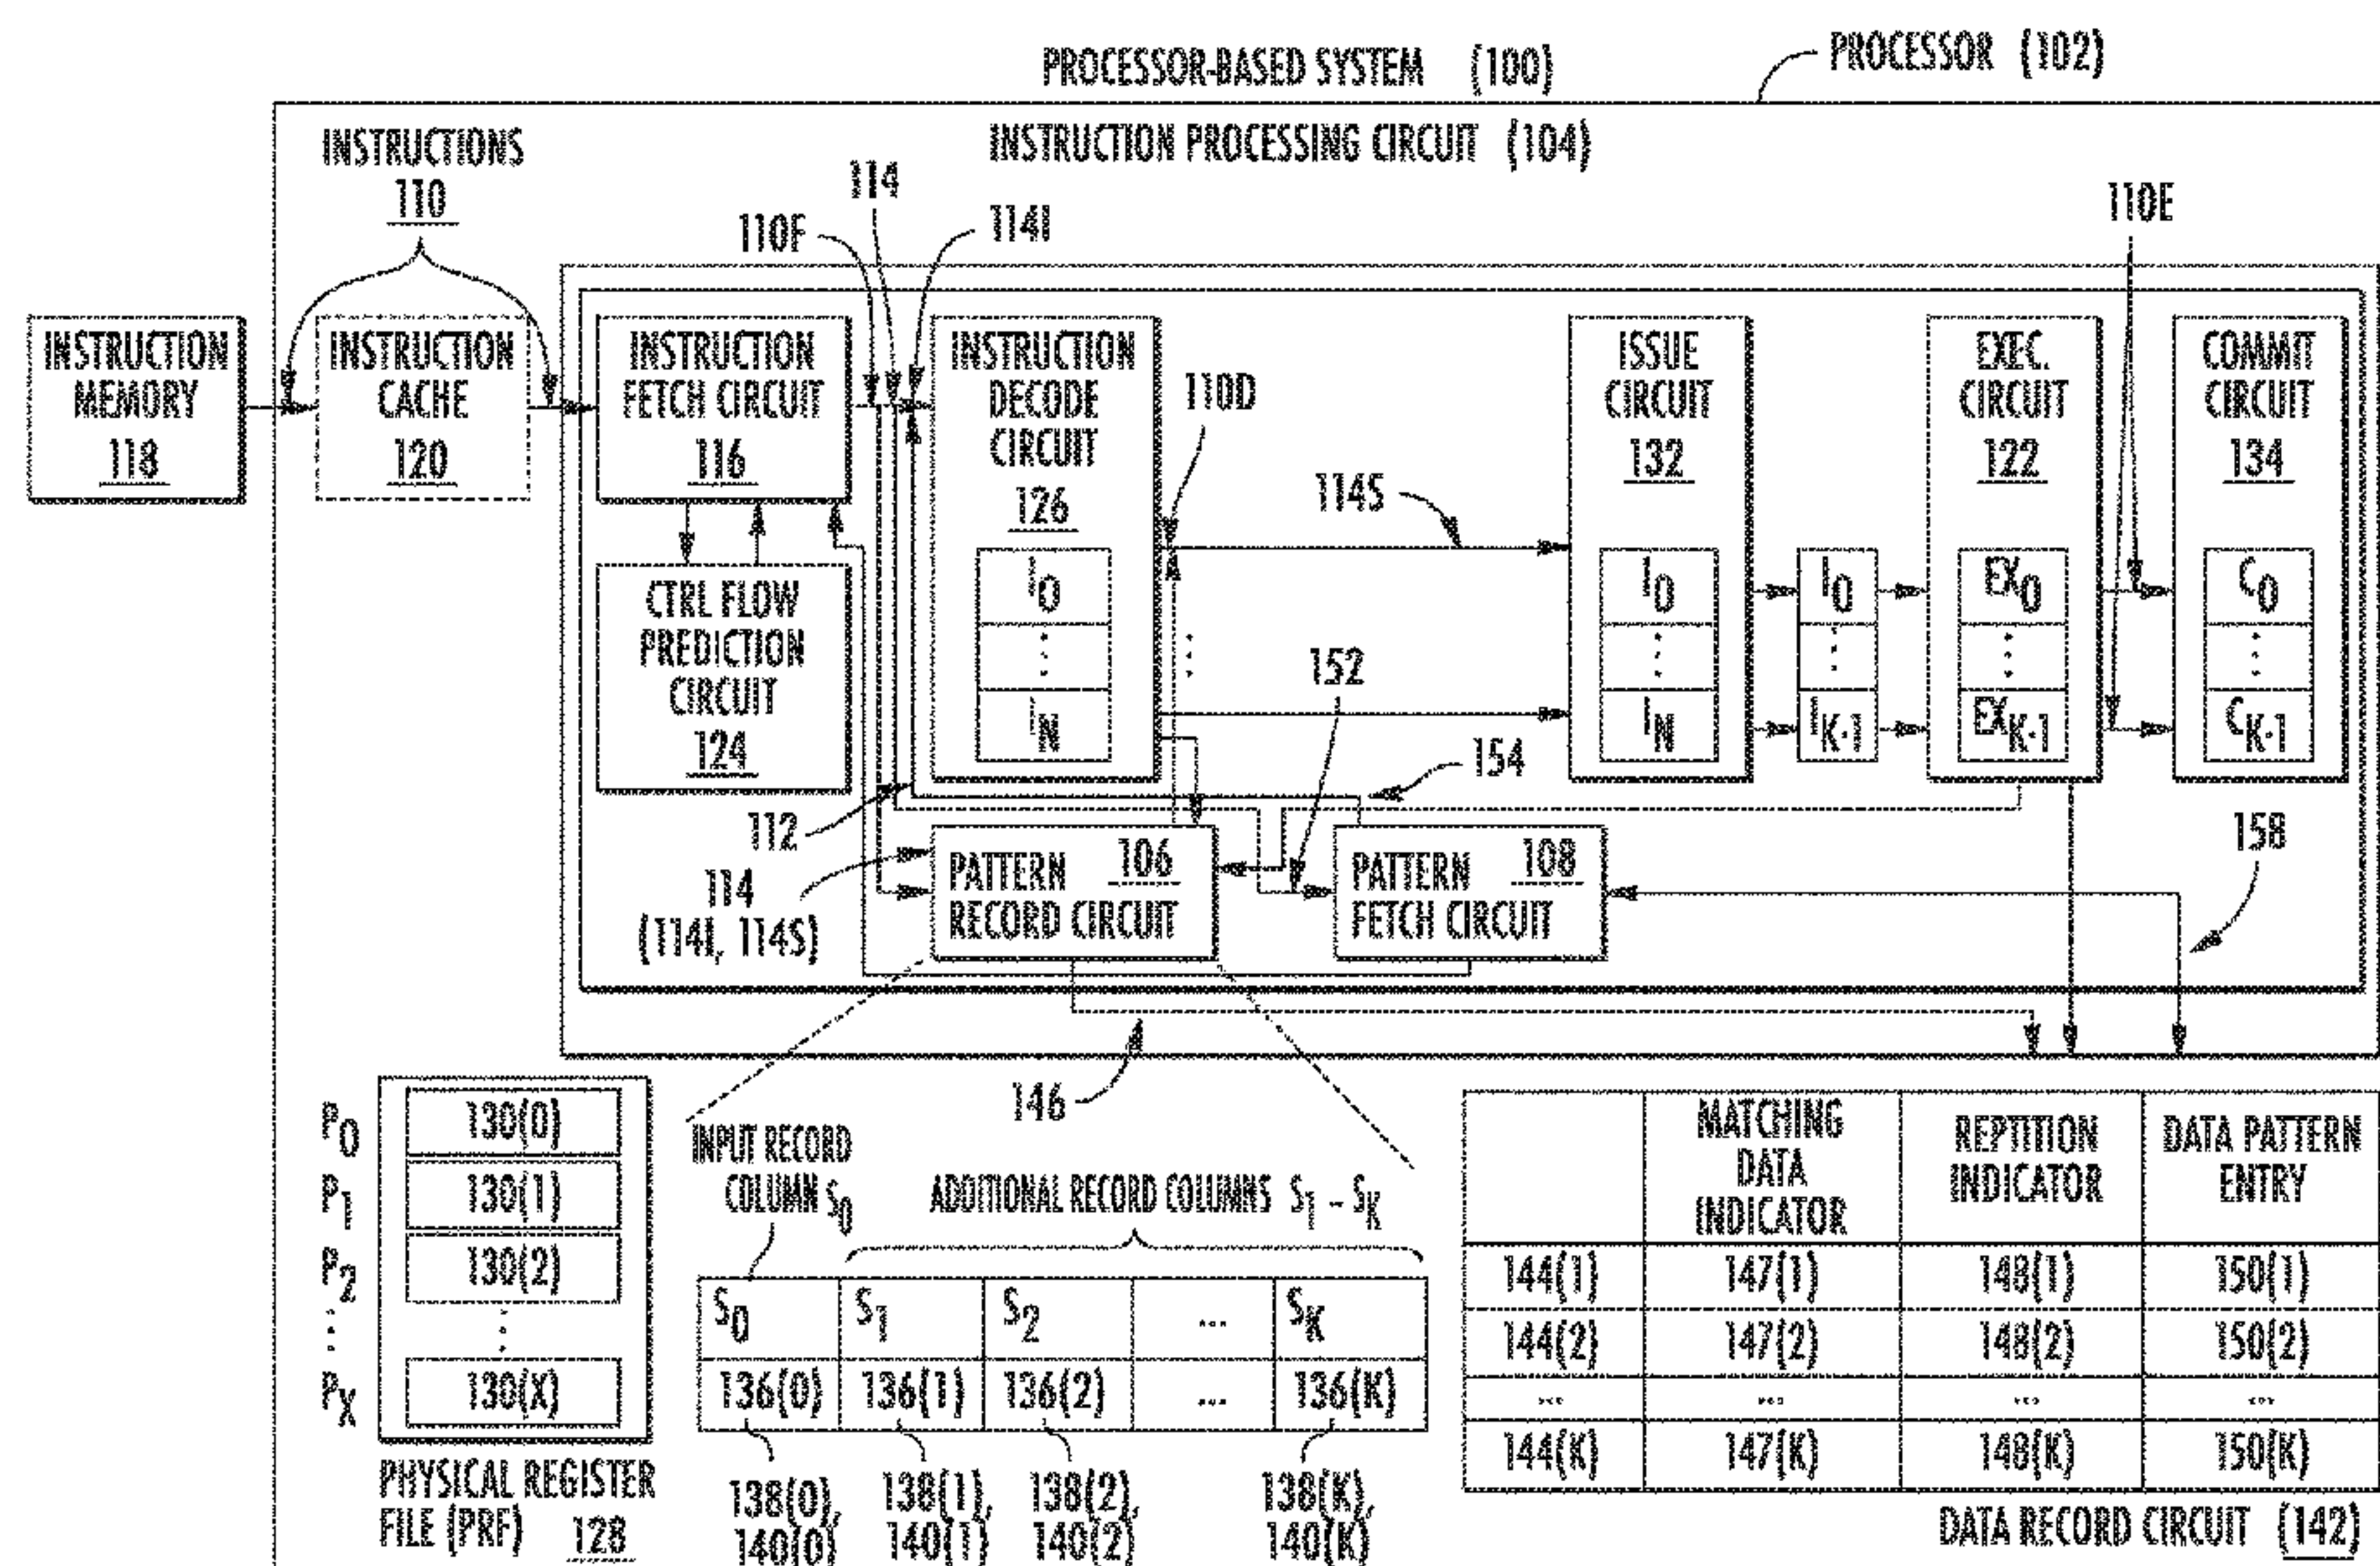 PROCESSOR-BASED SYSTEM (100)
PROCESSOR (102)
INSTRUCTION PROCESSING CIRCUIT (104)
INSTRUCTIONS
110
110F
114
114I
110E
INSTRUCTION
MEMORY
118
INSTRUCTION
CACHE
120
INSTRUCTION
FETCH CIRCUIT
116
INSTRUCTION
DECODE
CIRCUIT
126
I0
⋮
IN
110D
114S
⋮
152
154
ISSUE
CIRCUIT
132
I0
⋮
IN
I0
⋮
IK-1
EXEC.
CIRCUIT
122
EX0
⋮
EXK-1
COMMIT
CIRCUIT
134
C0
⋮
CK-1
CTRL FLOW
PREDICTION
CIRCUIT
124
112
114
(114I, 114S)
PATTERN 106
RECORD CIRCUIT
PATTERN 108
FETCH CIRCUIT
158
146
P0 130(0)
P1 130(1)
P2 130(2)
⋮ ⋮
PX 130(X)
PHYSICAL REGISTER
FILE (PRF) 128
INPUT RECORD
COLUMN S0
ADDITIONAL RECORD COLUMNS S1 - SK
S0 S1 S2 ... SK
136(0) 136(1) 136(2) ... 136(K)
138(0), 138(1), 138(2), 138(K),
140(0) 140(1) 140(2) 140(K)
MATCHING
DATA
INDICATOR
REPTITION
INDICATOR
DATA PATTERN
ENTRY
144(1) 147(1) 148(1) 150(1)
144(2) 147(2) 148(2) 150(2)
... ... ... ...
144(K) 147(K) 148(K) 150(K)
DATA RECORD CIRCUIT (142)